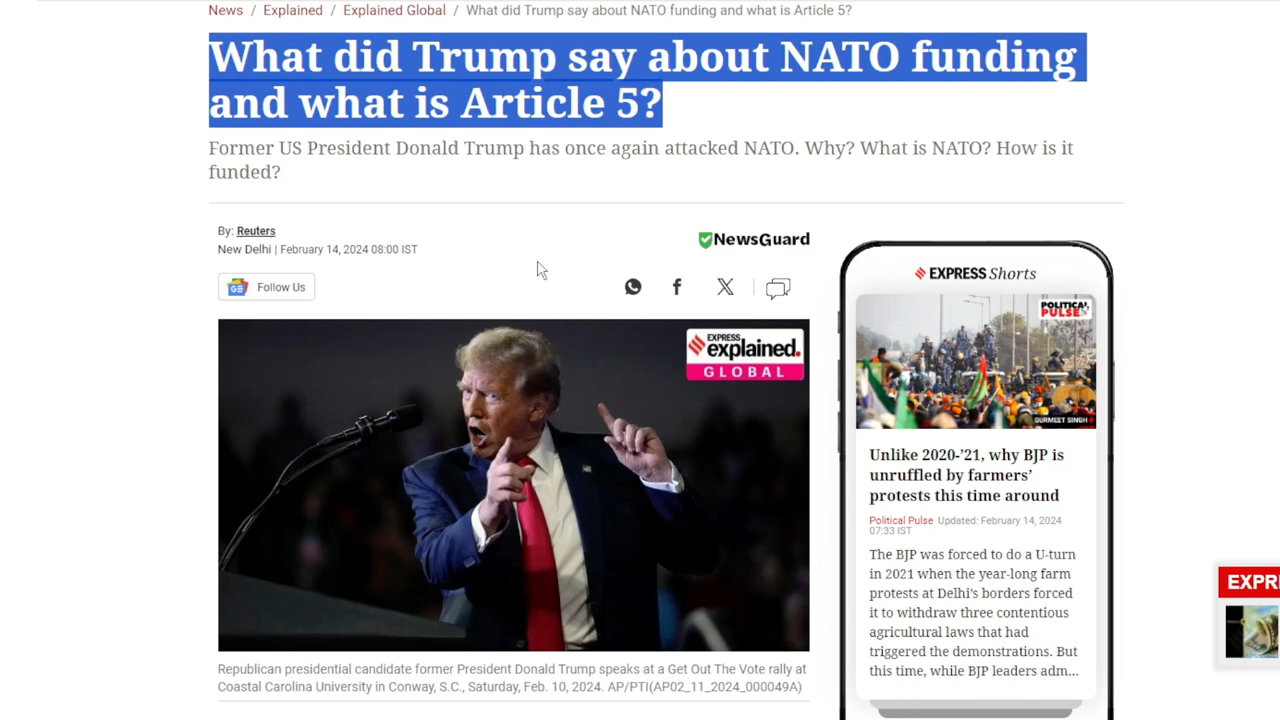 News / Explained / Explained Global / What did Trump say about NATO funding and what is Article 5?
What did Trump say about NATO funding
and what is Article 5?
Former US President Donald Trump has once again attacked NATO. Why? What is NATO? How is it
funded?
By: Reuters
New Delhi | February 14, 2024 08:00 IST
NewsGuard
Follow Us
EXPRESS
explained.
GLOBAL
Republican presidential candidate former President Donald Trump speaks at a Get Out The Vote rally at
Coastal Carolina University in Conway, S.C., Saturday, Feb. 10, 2024. AP/PTI(AP02_11_2024_000049A)
EXPRESS Shorts
POLITICAL
PULSE
GURMEET SINGH
Unlike 2020-'21, why BJP is
unruffled by farmers'
protests this time around
Political Pulse Updated: February 14, 2024
07:33 IST
The BJP was forced to do a U-turn
in 2021 when the year-long farm
protests at Delhi's borders forced
it to withdraw three contentious
agricultural laws that had
triggered the demonstrations. But
this time, while BJP leaders adm...
EXPR